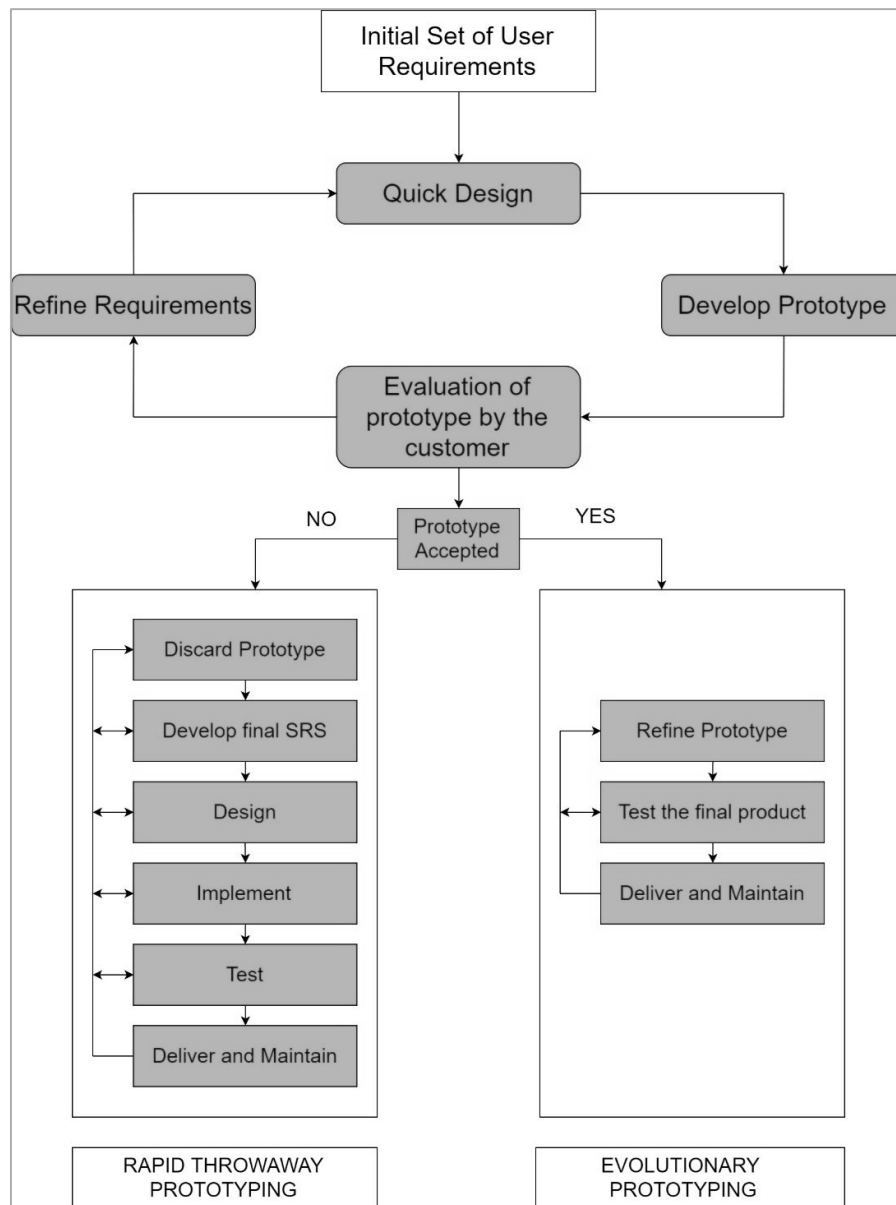 Initial Set of User
Requirements
Quick Design
Refine Requirements
Develop Prototype
Evaluation of
prototype by the
customer
NO
Prototype
Accepted
YES
Discard Prototype
Develop final SRS
Design
Implement
Test
Deliver and Maintain
Refine Prototype
Test the final product
Deliver and Maintain
RAPID THROWAWAY
PROTOTYPING
EVOLUTIONARY
PROTOTYPING